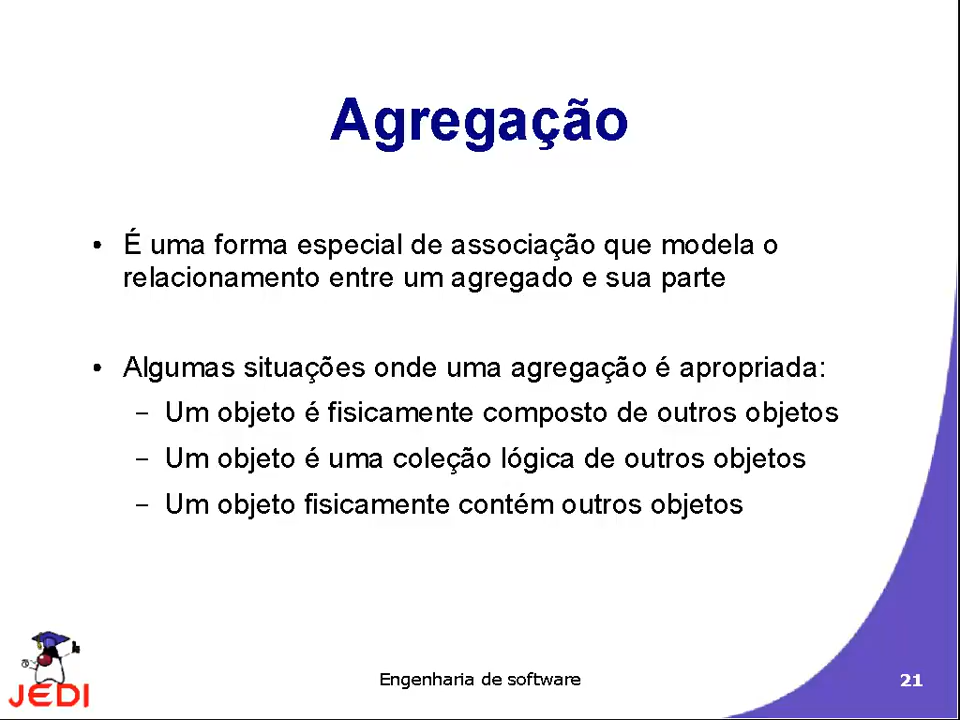 Agregação
• É uma forma especial de associação que modela o
relacionamento entre um agregado e sua parte
• Algumas situações onde uma agregação é apropriada:
– Um objeto é fisicamente composto de outros objetos
– Um objeto é uma coleção lógica de outros objetos
– Um objeto fisicamente contém outros objetos
JEDI
Engenharia de software
21